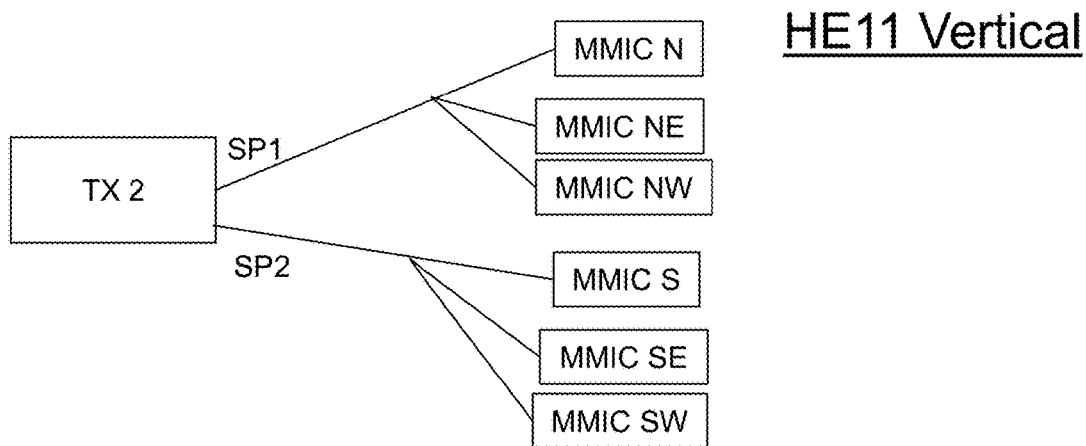 HE11 Vertical
MMIC N
MMIC NE
MMIC NW
SP1
TX 2
SP2
MMIC S
MMIC SE
MMIC SW